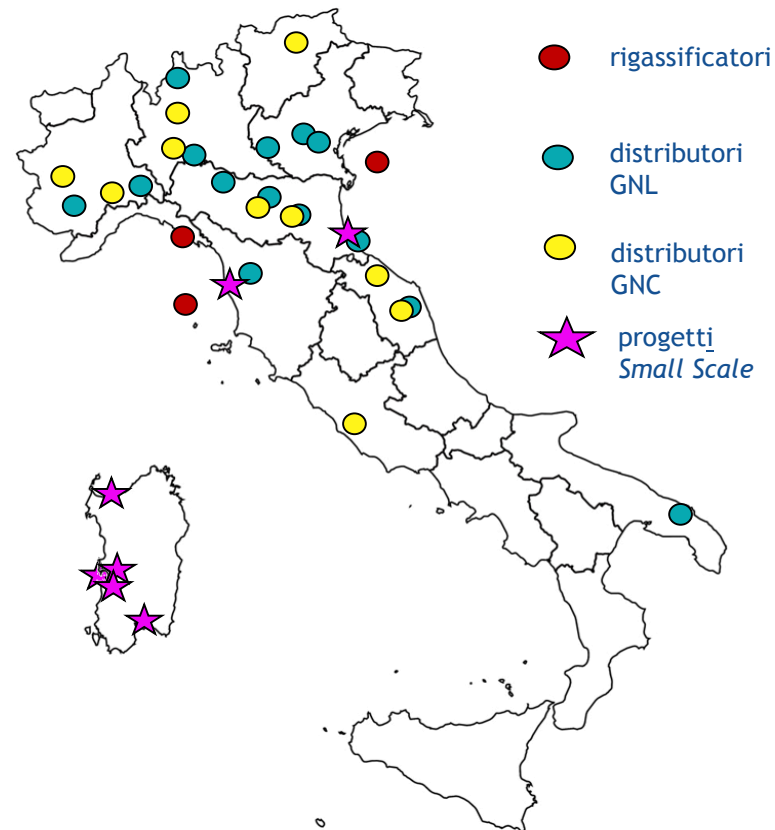 rigassificatori
distributori
GNL
distributori
GNC
progetti
Small Scale